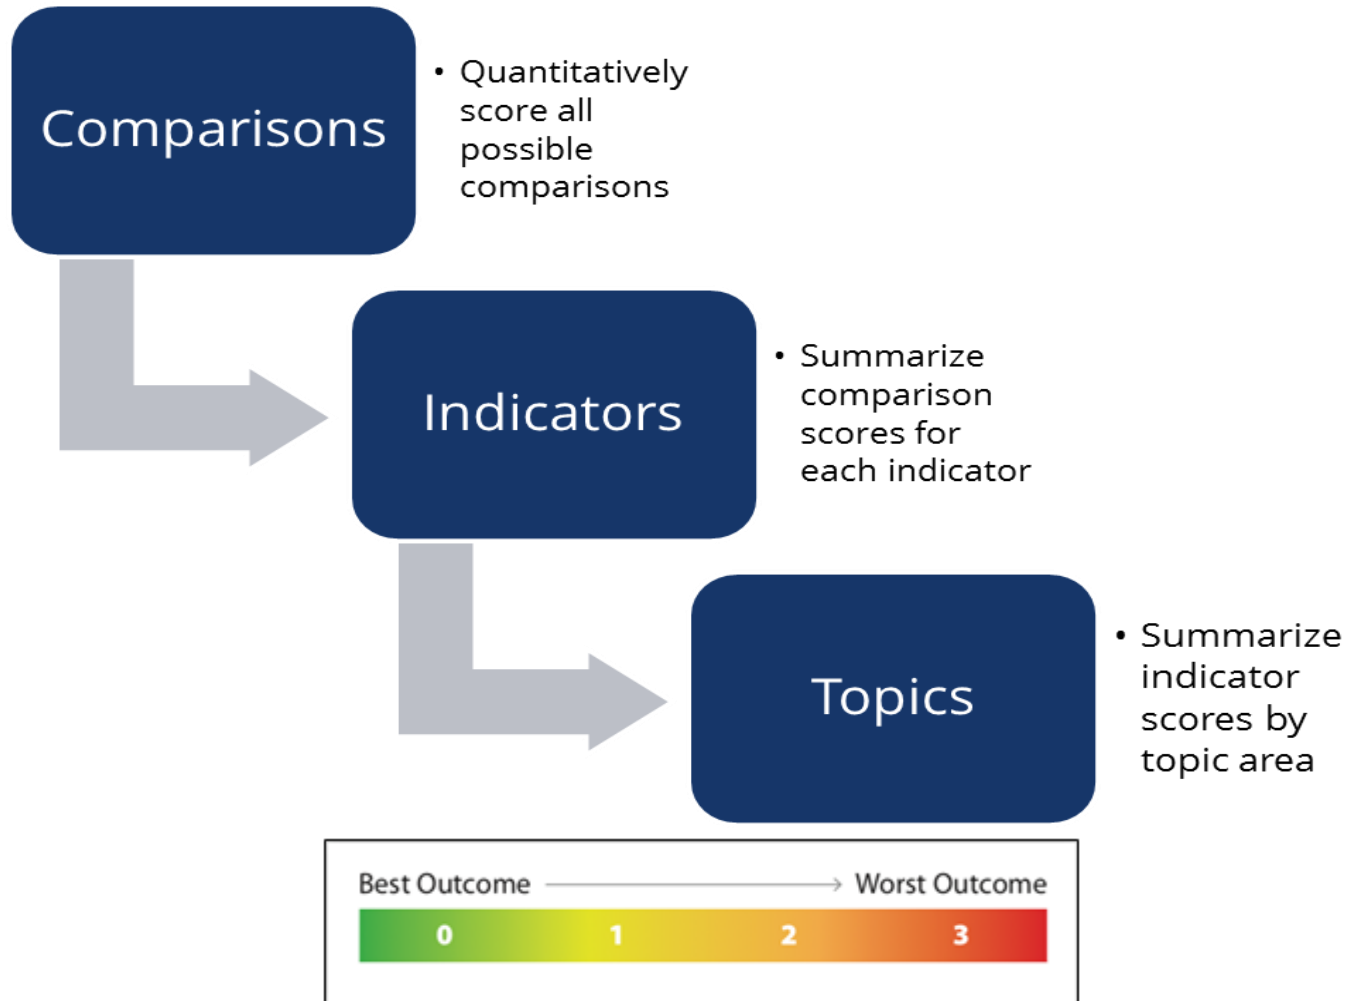 Comparisons
• Quantitatively
score all
possible
comparisons
Indicators
• Summarize
comparison
scores for
each indicator
Topics
• Summarize
indicator
scores by
topic area
Best Outcome → Worst Outcome
0 1 2 3